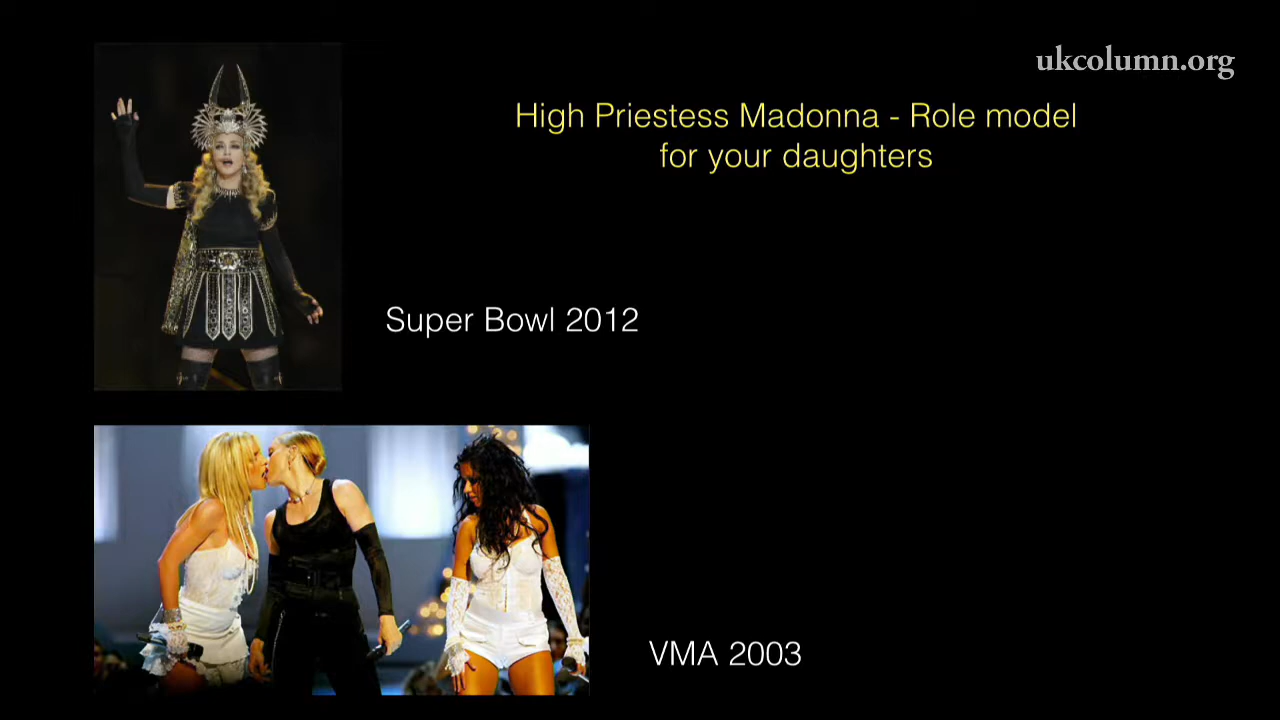 ukcolumn.org
High Priestess Madonna - Role model
for your daughters
Super Bowl 2012
VMA 2003